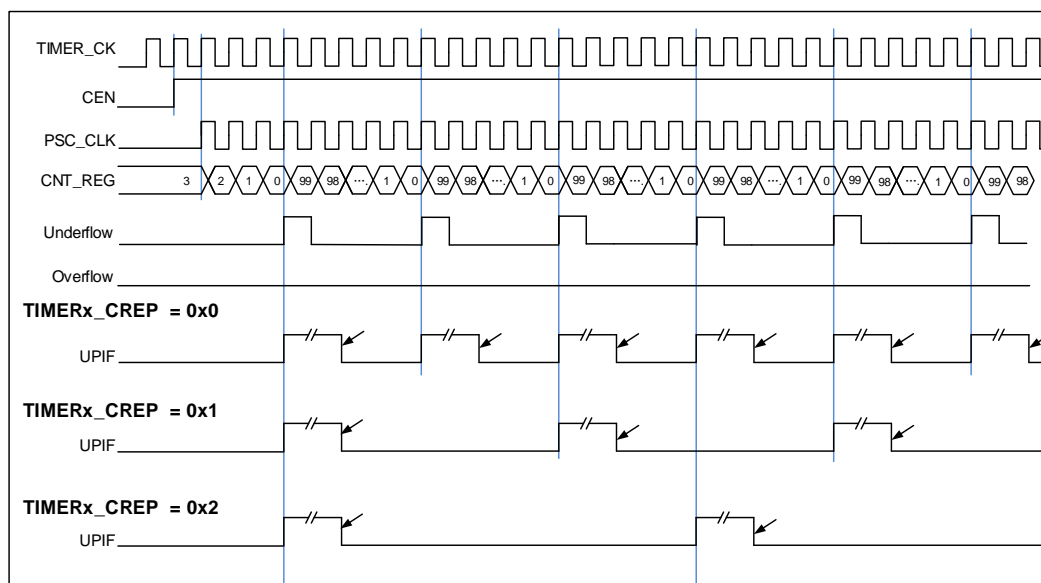 TIMER_CK
CEN
PSC_CLK
CNT_REG 3 2 1 0 99 98 .... 1 0 99 98 .... 1 0 99 98 .... 1 0 99 98 .... 1 0 99 98 .... 1 0 99 98
Underflow
Overflow
TIMERx_CREP = 0x0
UPIF
TIMERx_CREP = 0x1
UPIF
TIMERx_CREP = 0x2
UPIF